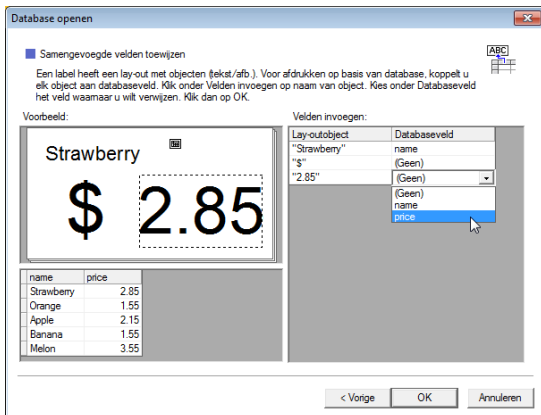 Database openen
Samengevoegde velden toewijzen
ABC
Een label heeft een lay-out met objecten (tekst/afb.). Voor afdrukken op basis van database, koppelt u
elk object aan databaseveld. Klik onder Velden invoegen op naam van object. Kies onder Databaseveld
het veld waarnaar u wilt verwijzen. Klik dan op OK.
Voorbeeld:
Strawberry
$ 2.85
name price
Strawberry 2.85
Orange 1.55
Apple 2.15
Banana 1.55
Melon 3.55
Velden invoegen:
Lay-outobject Databaseveld
"Strawberry" name
"$" (Geen)
"2.85" (Geen)
(Geen)
name
price
< Vorige OK Annuleren